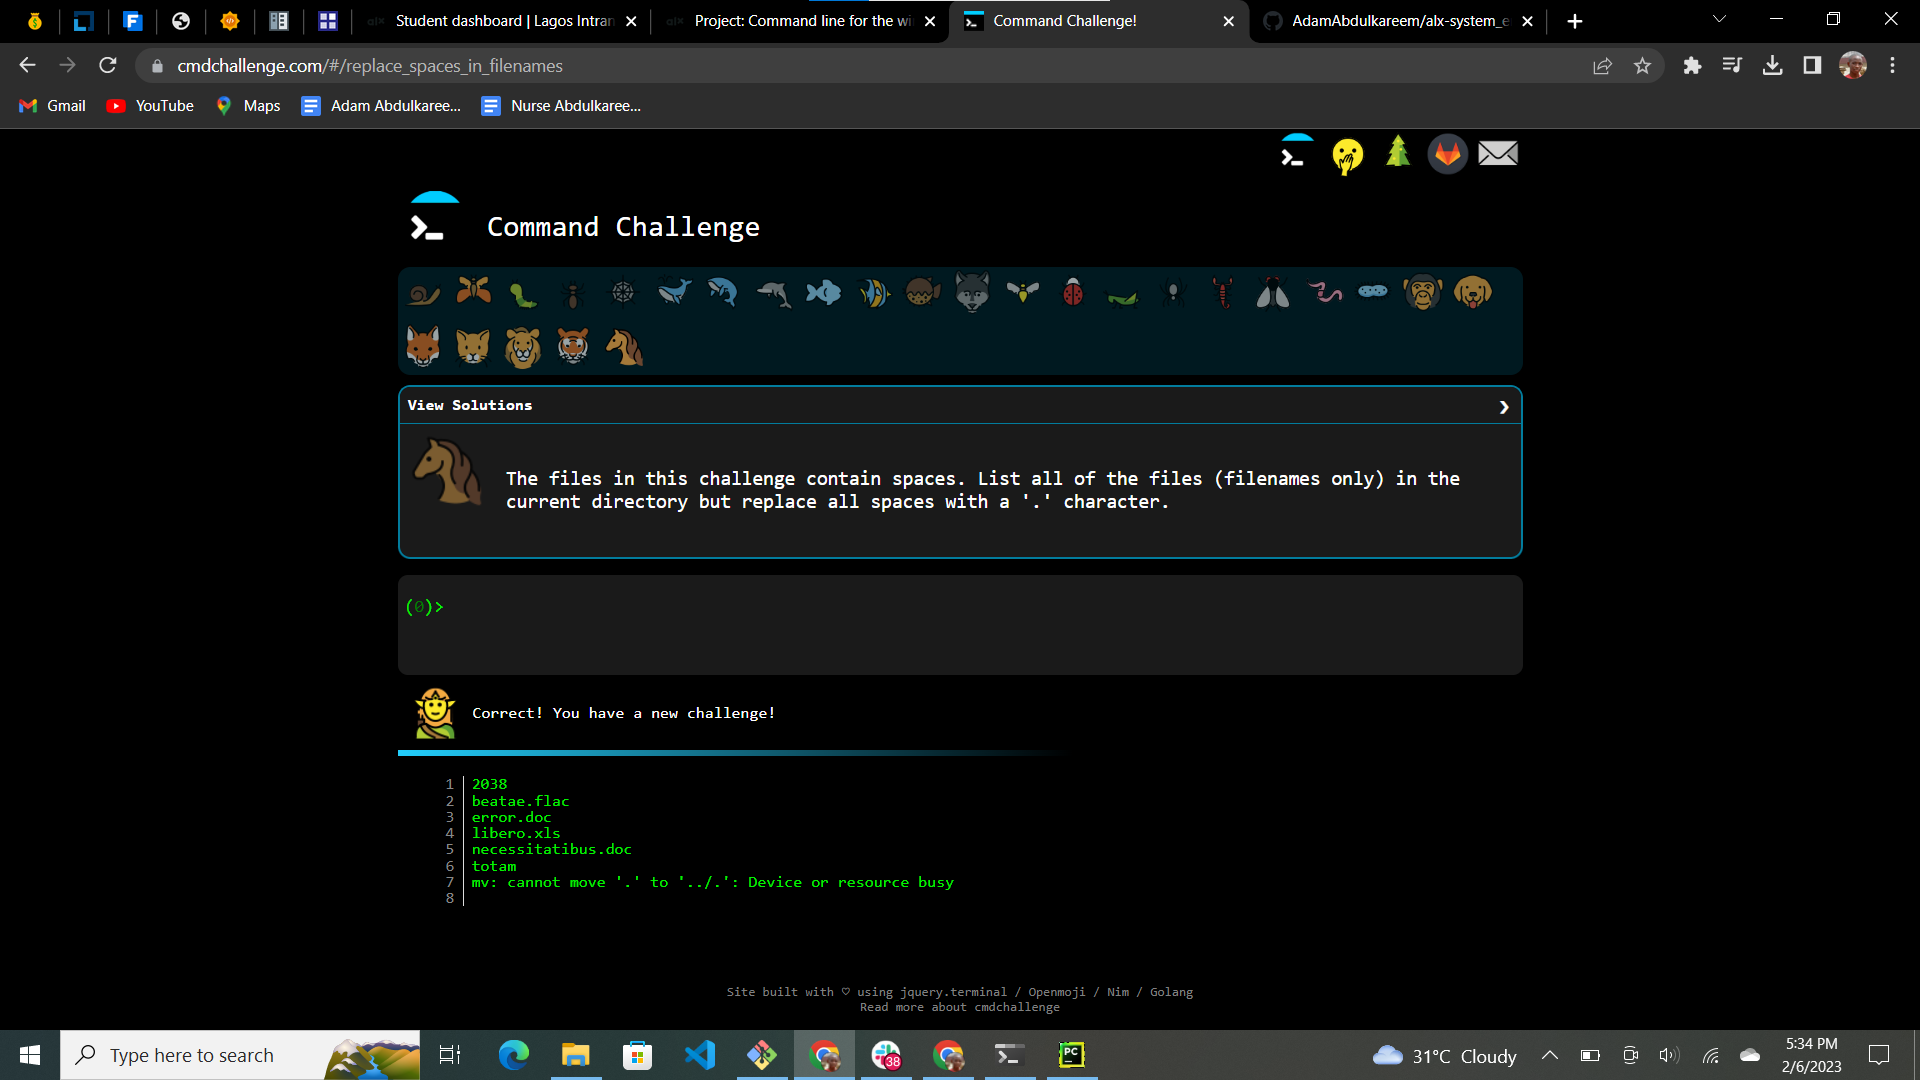 Student dashboard | Lagos Intran
Project: Command line for the wi
Command Challenge!
AdamAbdulkareem/alx-system_e
cmdchallenge.com/#/replace_spaces_in_filenames
Gmail
YouTube
Maps
Adam Abdulkaree...
Nurse Abdulkaree...
Command Challenge
View Solutions
The files in this challenge contain spaces. List all of the files (filenames only) in the
current directory but replace all spaces with a '.' character.
(0)>
Correct! You have a new challenge!
1 2038
2 beatae.flac
3 error.doc
4 libero.xls
5 necessitatibus.doc
6 totam
7 mv: cannot move '.' to '../.': Device or resource busy
8
Site built with ♡ using jquery.terminal / Openmoji / Nim / Golang
Read more about cmdchallenge
Type here to search
38
PC
31°C Cloudy
5:34 PM
2/6/2023